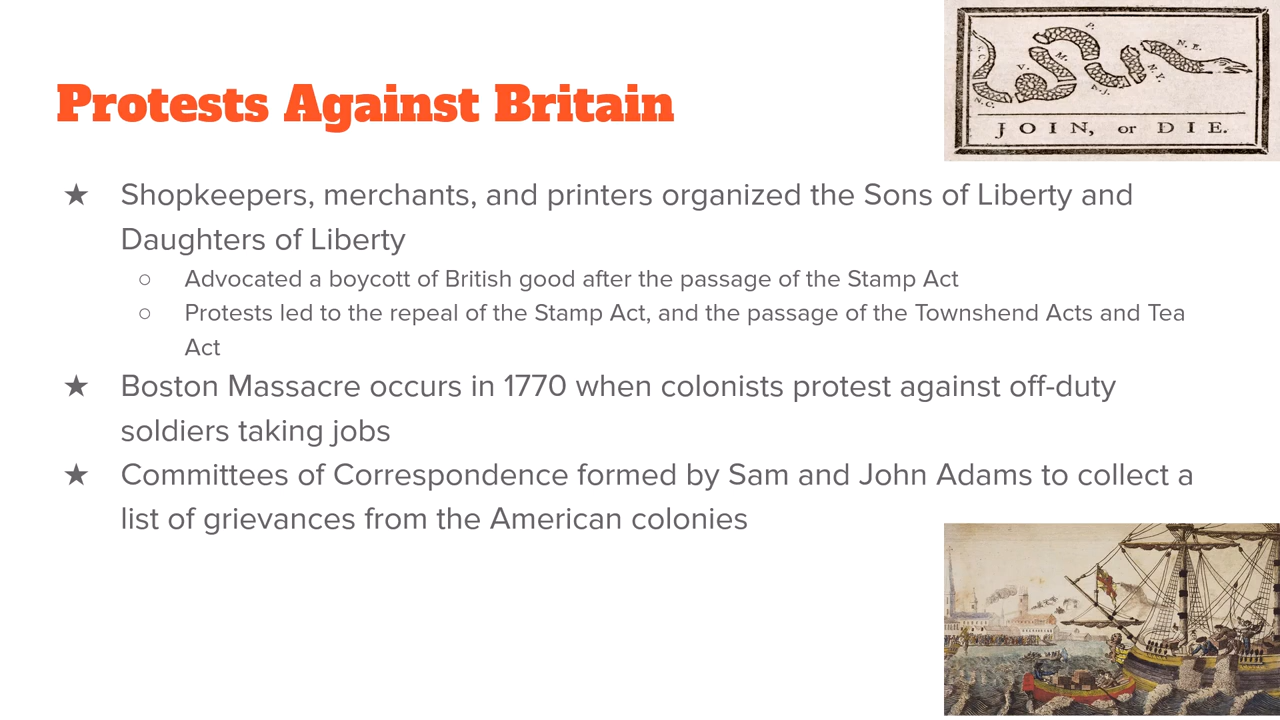 Protests Against Britain
★ Shopkeepers, merchants, and printers organized the Sons of Liberty and
Daughters of Liberty
○ Advocated a boycott of British good after the passage of the Stamp Act
○ Protests led to the repeal of the Stamp Act, and the passage of the Townshend Acts and Tea
Act
★ Boston Massacre occurs in 1770 when colonists protest against off-duty
soldiers taking jobs
★ Committees of Correspondence formed by Sam and John Adams to collect a
list of grievances from the American colonies
P.
N. E.
M.
V.
N. Y.
N. J.
N. C.
JOIN, or DIE.